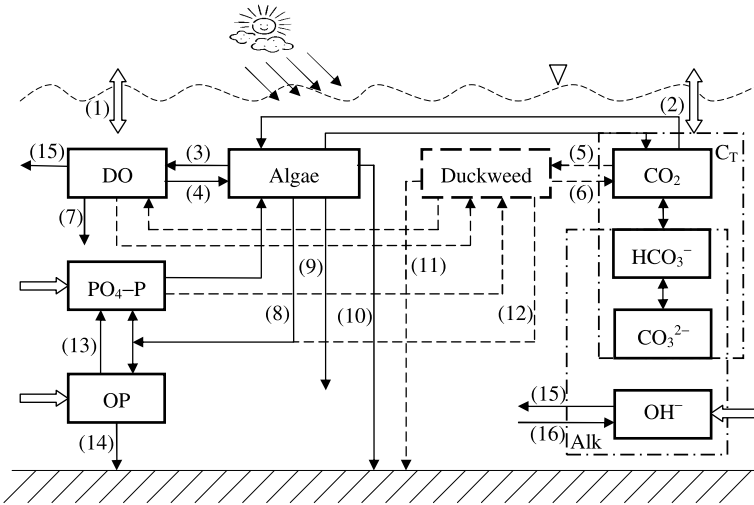 (1)
(2)
(15)
(3)
(5)
C_T
DO
Algae
Duckweed
CO₂
(4)
(6)
(7)
(9)
(11)
HCO₃⁻
PO₄–P
(8)
(10)
(12)
CO₃²⁻
(13)
OP
(15)
OH⁻
(14)
(16)
Alk